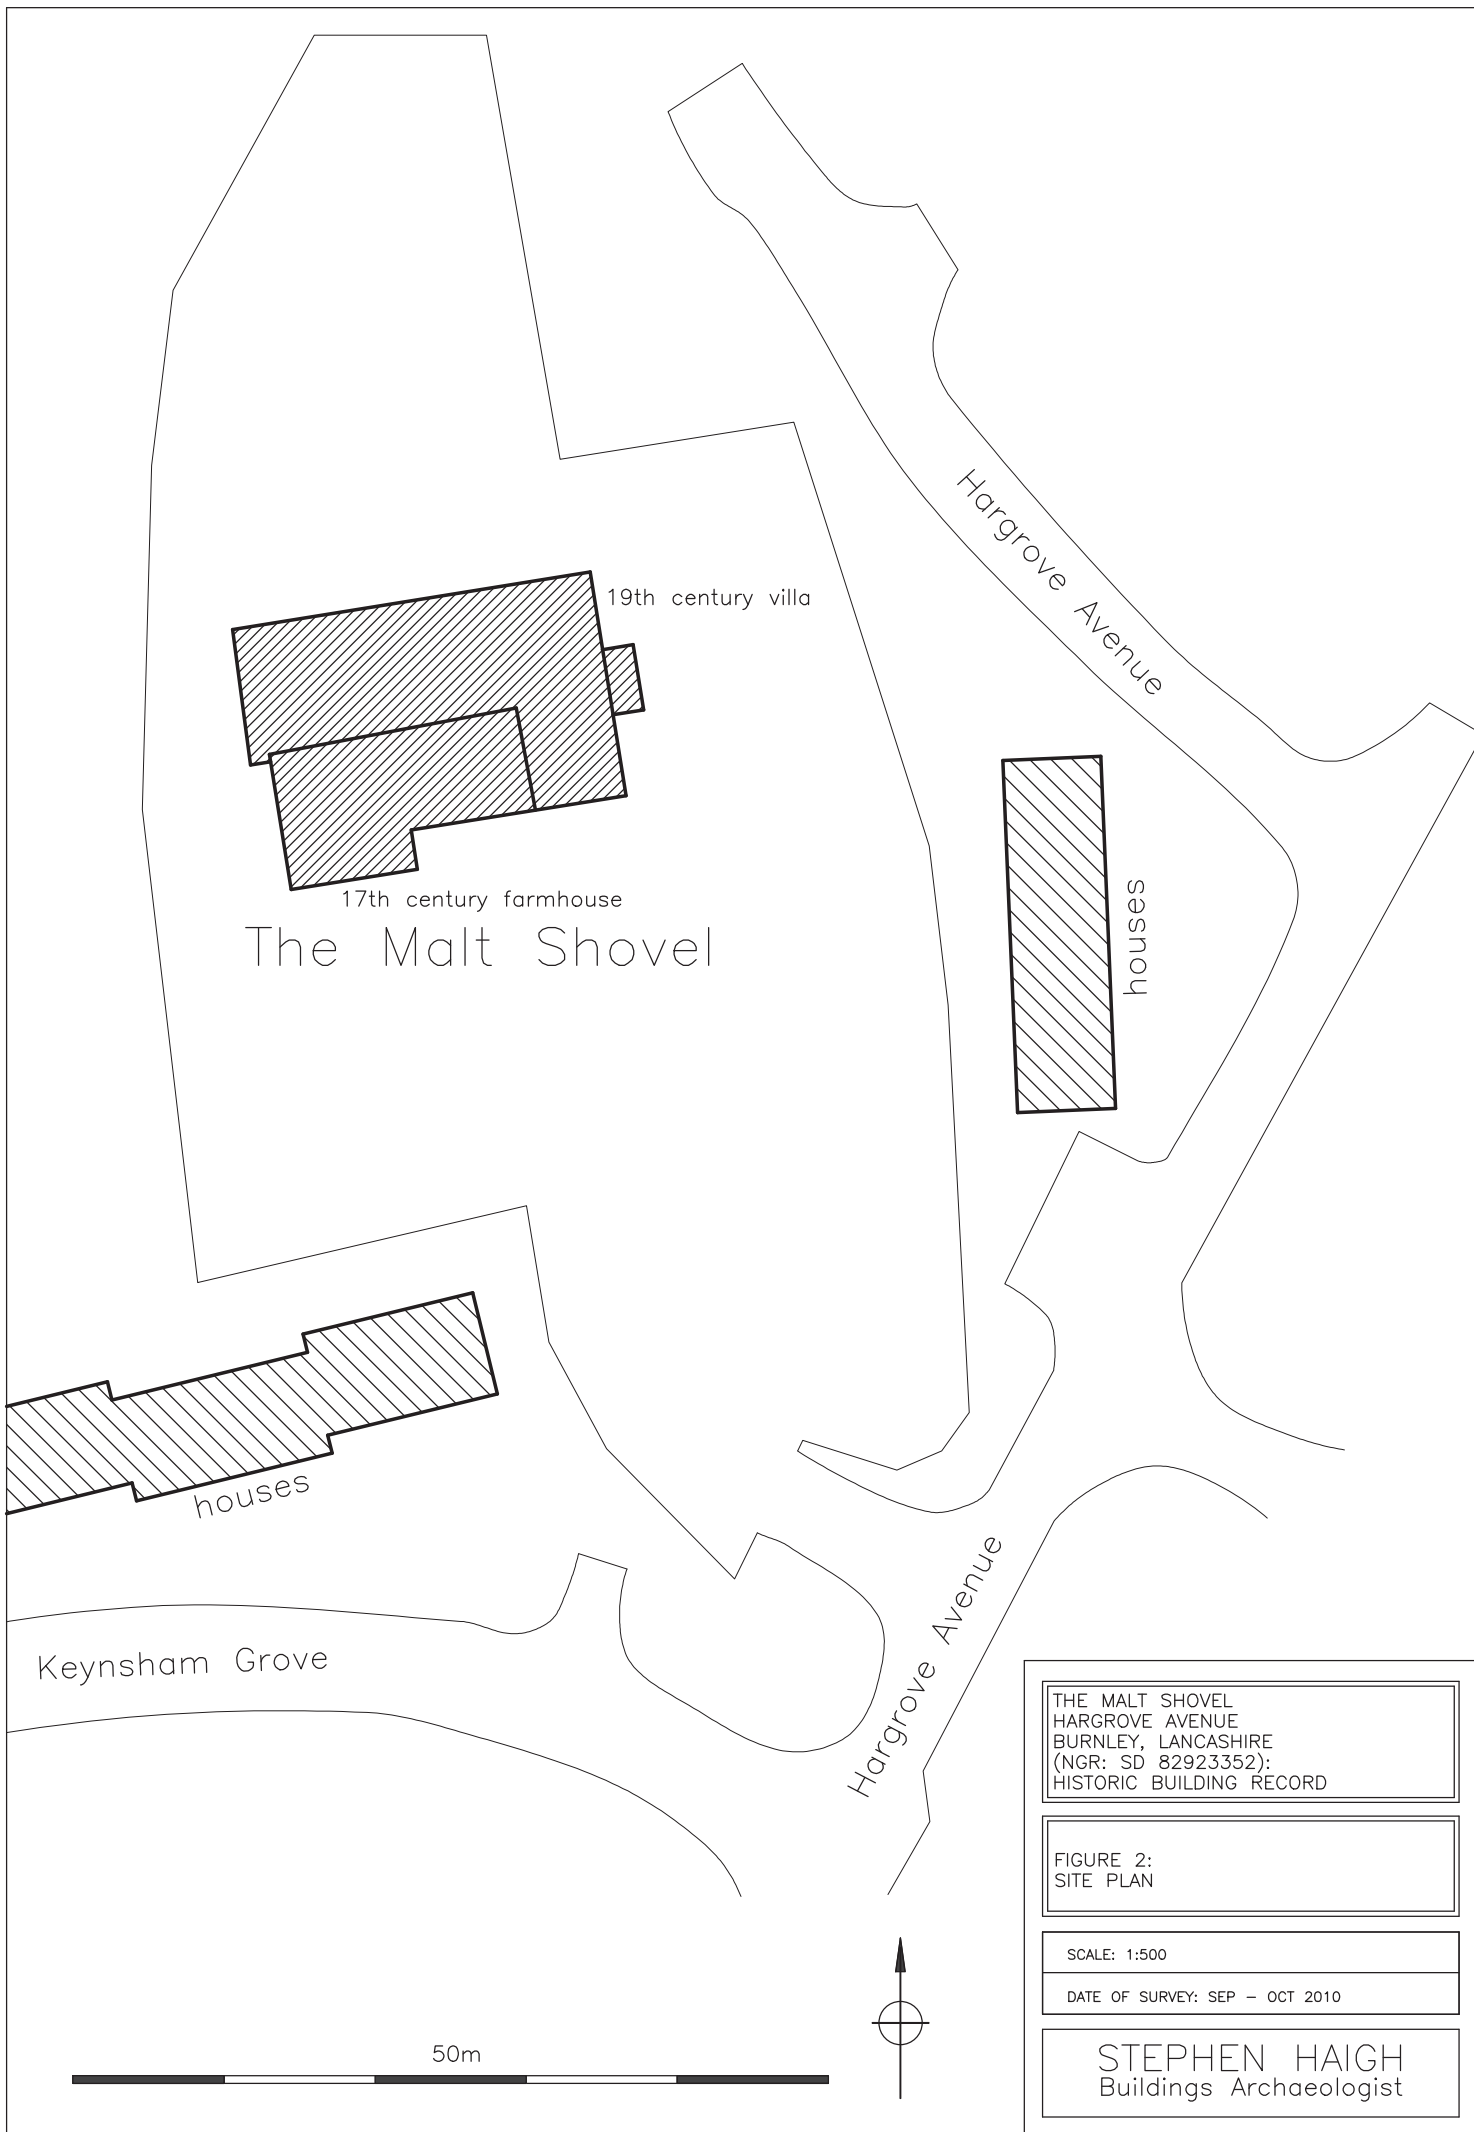 Hargrove Avenue
19th century villa
17th century farmhouse
The Malt Shovel
houses
houses
Keynsham Grove
Hargrove Avenue
THE MALT SHOVEL
HARGROVE AVENUE
BURNLEY, LANCASHIRE
(NGR: SD 82923352):
HISTORIC BUILDING RECORD
FIGURE 2:
SITE PLAN
SCALE: 1:500
DATE OF SURVEY: SEP – OCT 2010
STEPHEN HAIGH
Buildings Archaeologist
50m